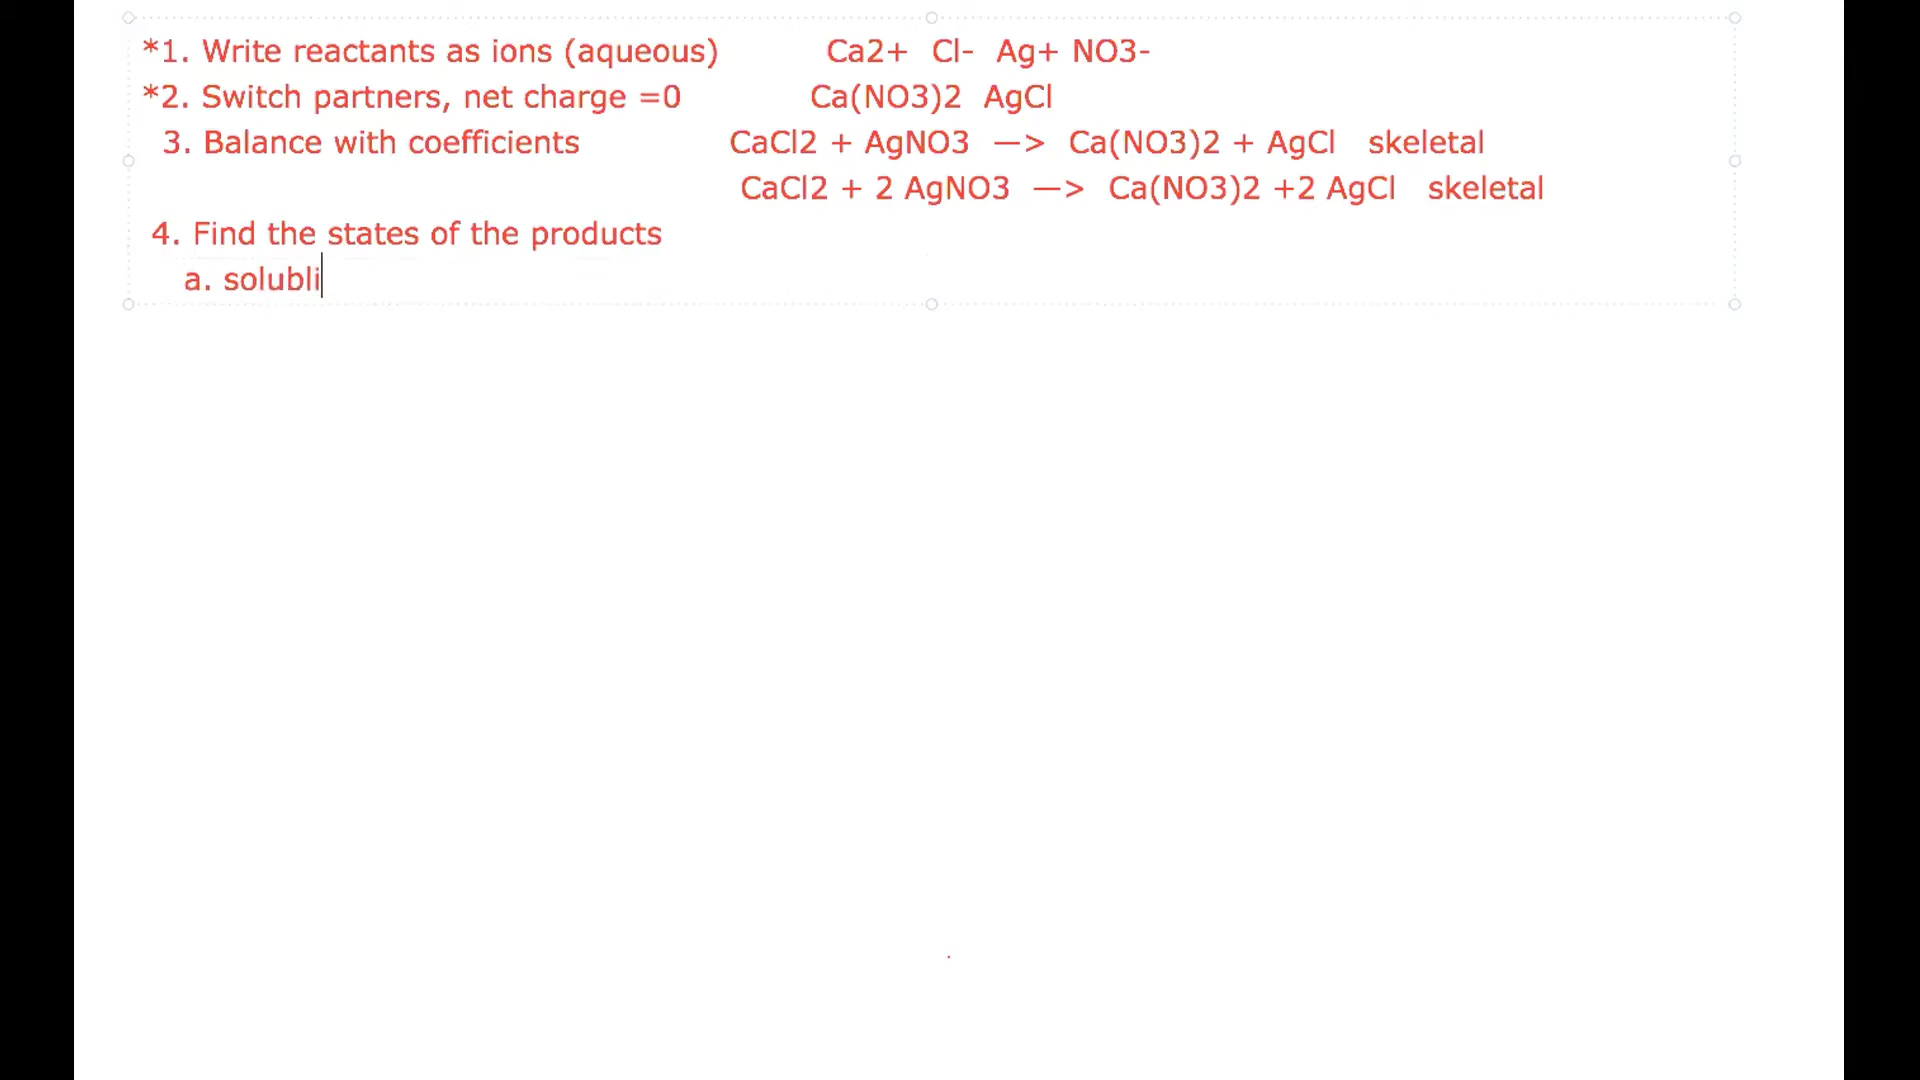 *1. Write reactants as ions (aqueous) Ca2+ Cl- Ag+ NO3-
*2. Switch partners, net charge =0 Ca(NO3)2 AgCl
3. Balance with coefficients CaCl2 + AgNO3 —> Ca(NO3)2 + AgCl skeletal
CaCl2 + 2 AgNO3 —> Ca(NO3)2 +2 AgCl skeletal
4. Find the states of the products
a. solubli